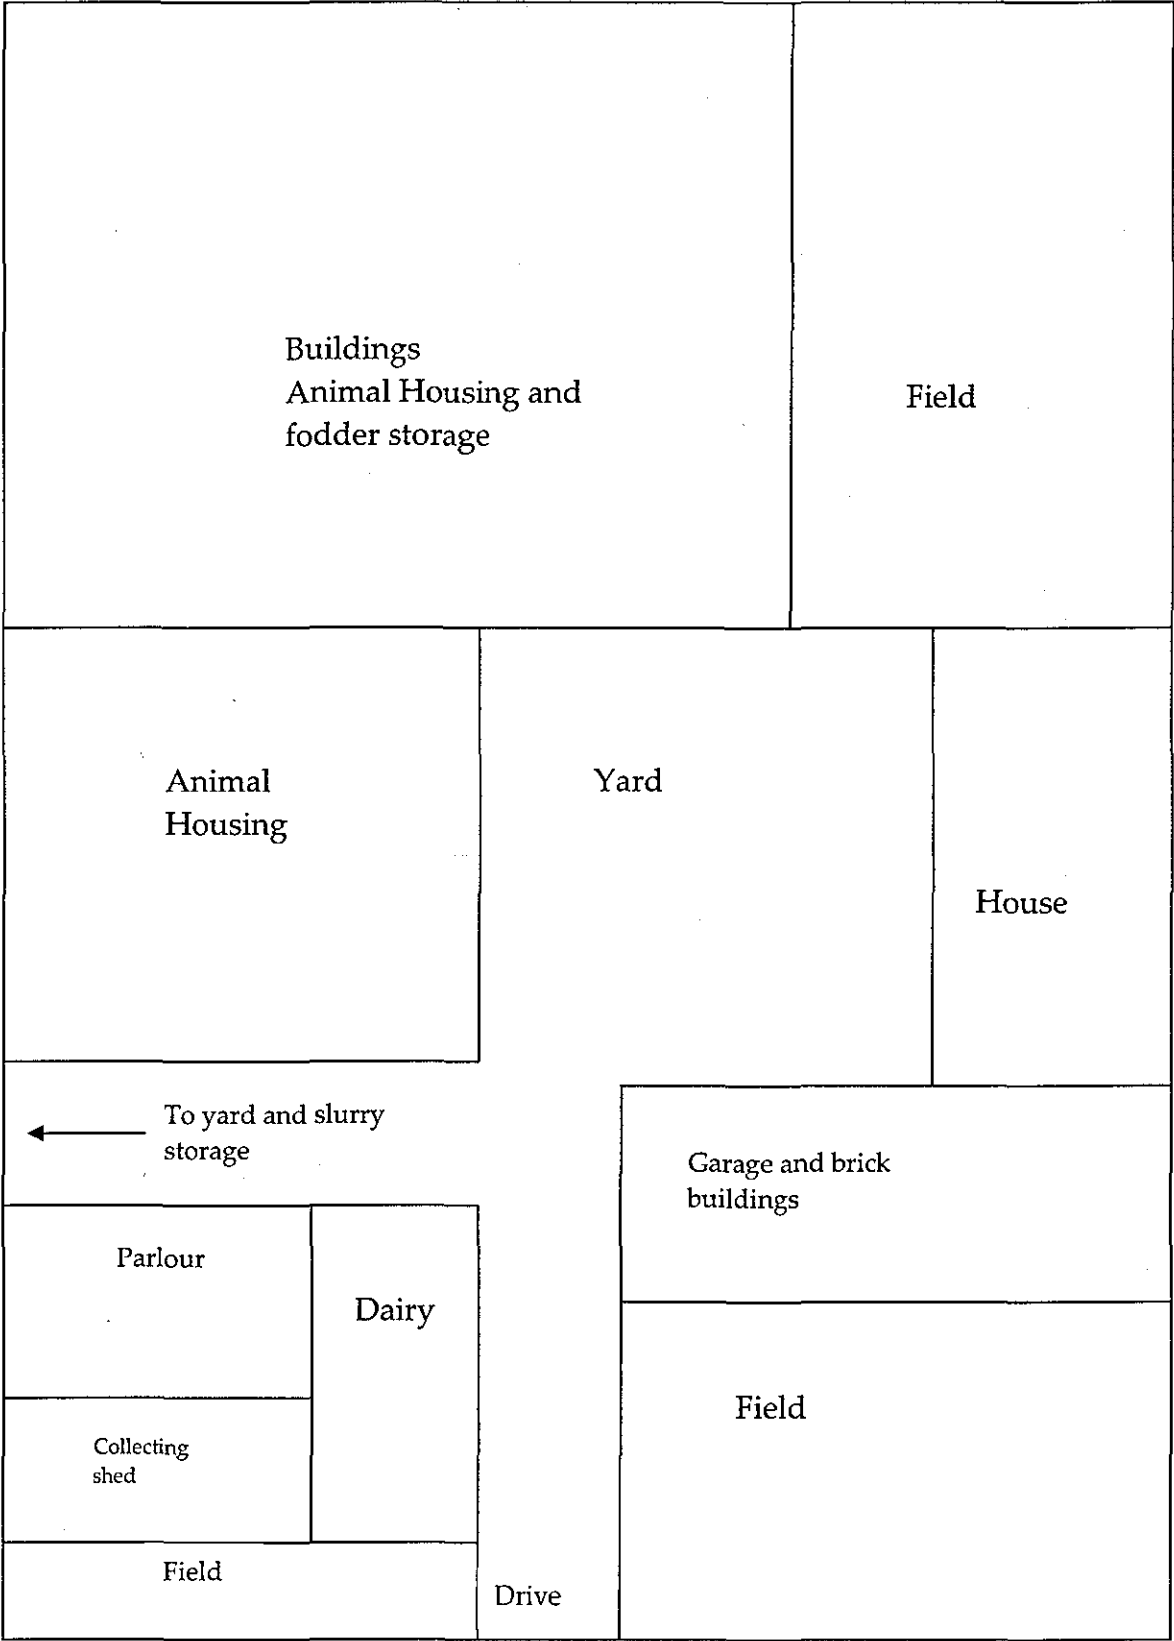 Buildings
Animal Housing and
fodder storage
Field
Animal
Housing
Yard
House
To yard and slurry
storage
Garage and brick
buildings
Parlour
Dairy
Field
Collecting
shed
Field
Drive